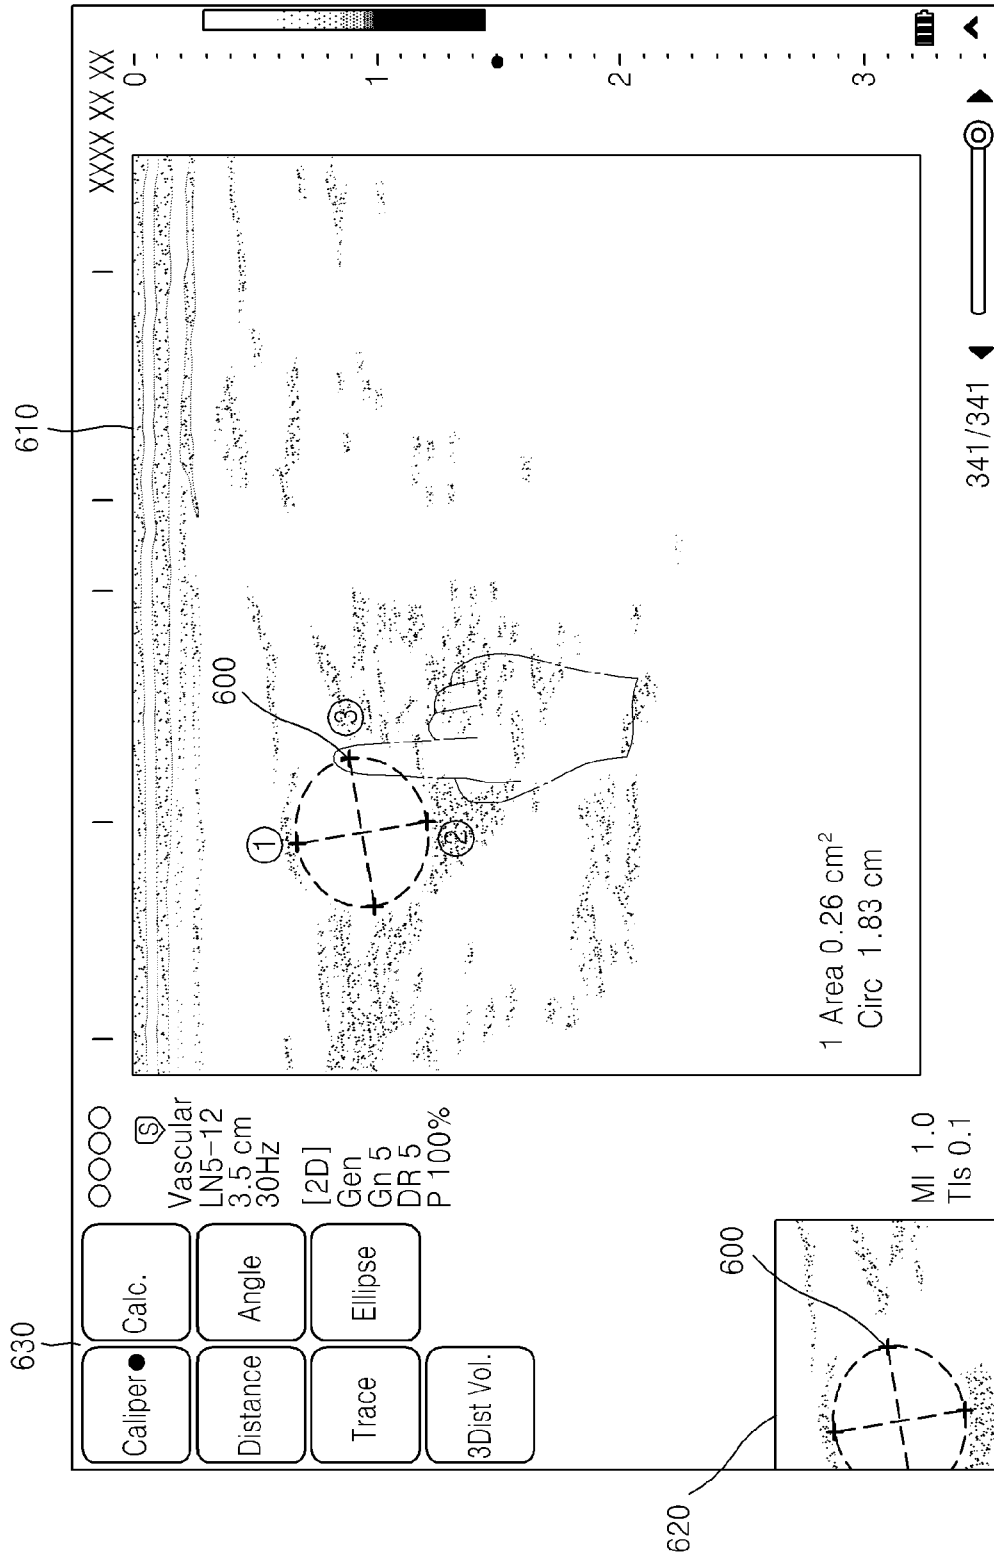 630
610
Caliper
Calc.
OOOO
XXXX XX XX XX
Distance
Angle
Trace
Ellipse
3Dist Vol.
S
Vascular
LN5-12
3.5 cm
30Hz
[2D]
Gen
Gn 5
DR 5
P 100%
0
1
2
3
600
1
2
3
1 Area 0.26 cm²
Circ 1.83 cm
620
600
MI 1.0
TIs 0.1
341/341